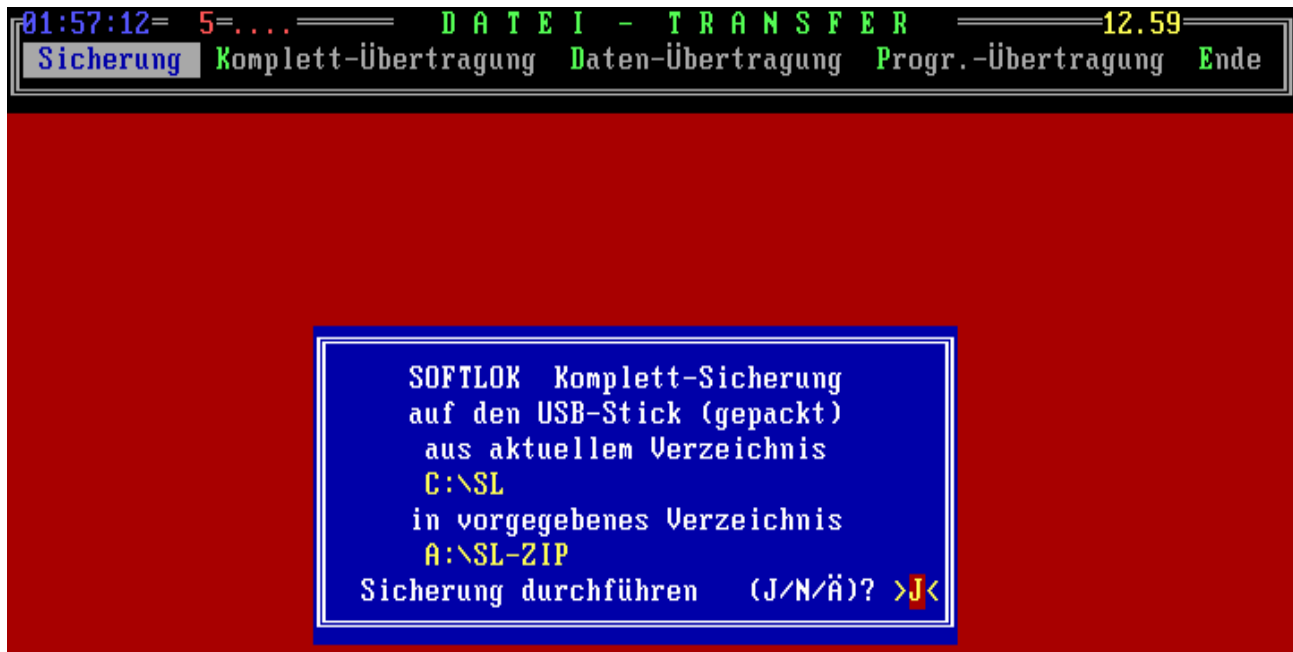 01:57:12= 5=.... D A T E I - T R A N S F E R 12.59
Sicherung Komplett-Übertragung Daten-Übertragung Progr.-Übertragung Ende
SOFTLOK Komplett-Sicherung
auf den USB-Stick (gepackt)
aus aktuellem Verzeichnis
C:\SL
in vorgegebenes Verzeichnis
A:\SL-ZIP
Sicherung durchführen (J/N/Ä)? >J<